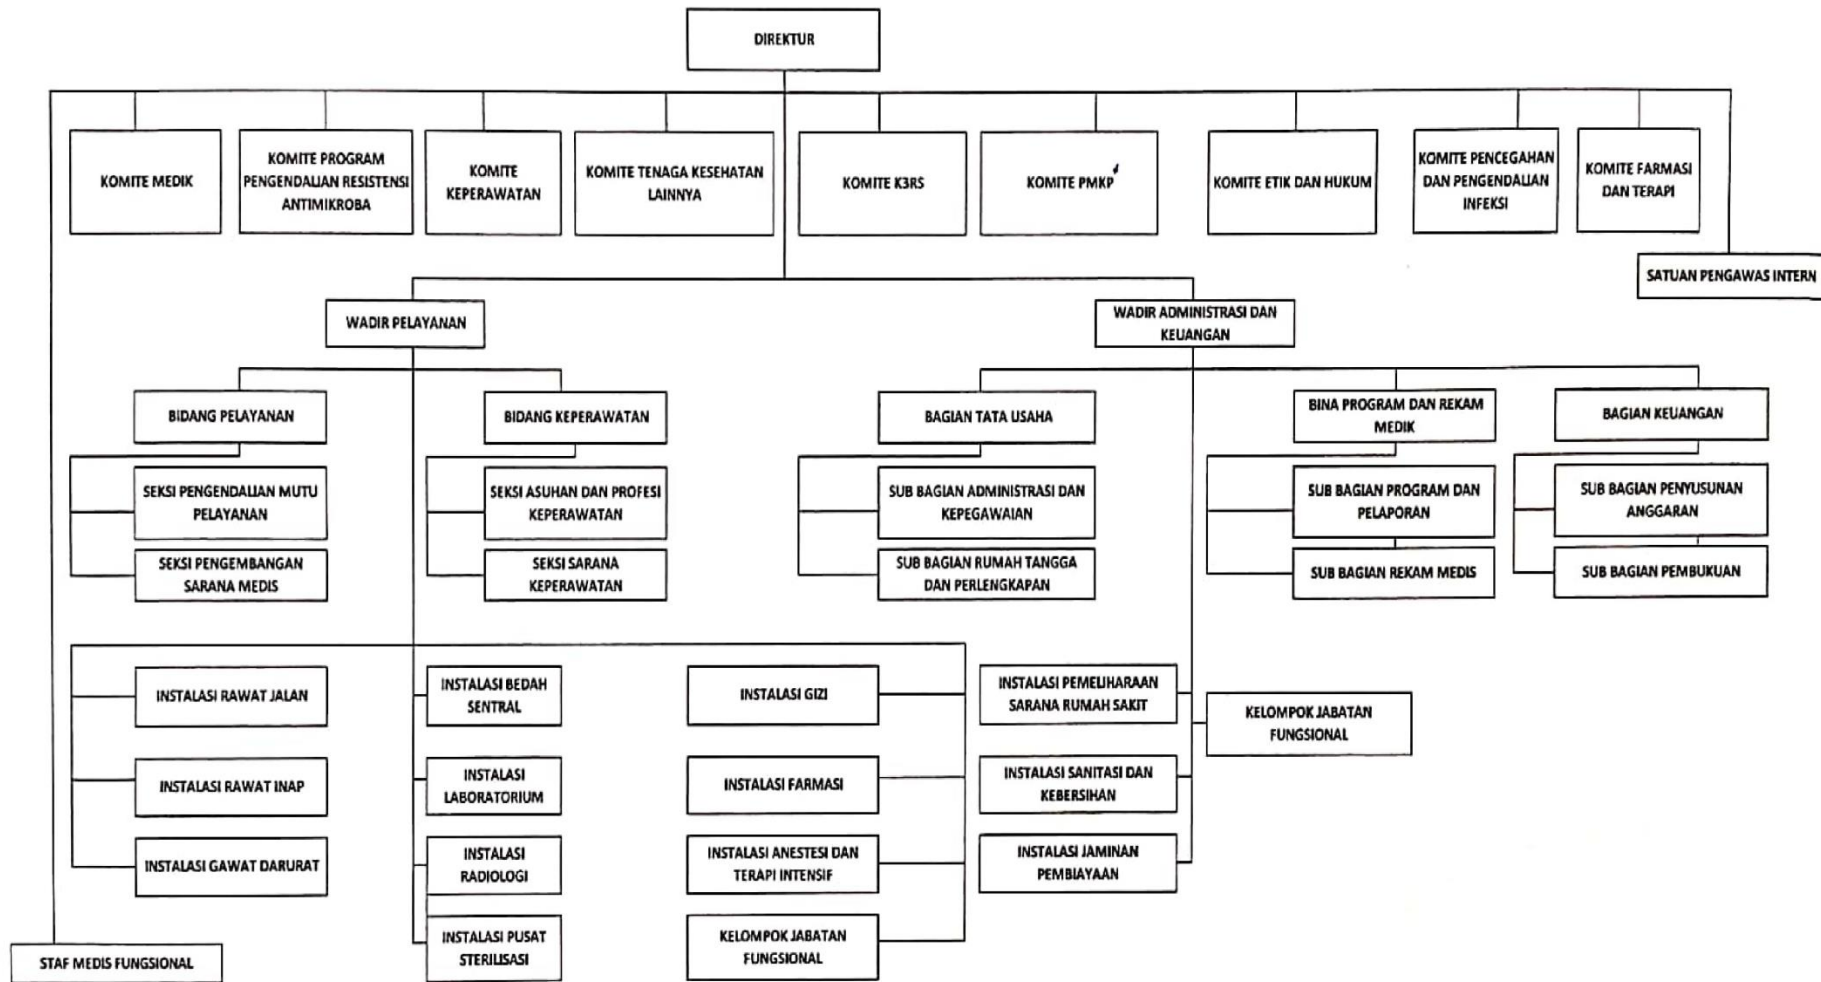 DIREKTUR
KOMITE MEDIK
KOMITE PROGRAM
PENGENDALIAN RESISTENSI
ANTIMIKROBA
KOMITE
KEPERAWATAN
KOMITE TENAGA KESEHATAN
LAINNYA
KOMITE K3RS
KOMITE PMKP
KOMITE ETIK DAN HUKUM
KOMITE PENCEGAHAN
DAN PENGENDALIAN
INFEKSI
KOMITE FARMASI
DAN TERAPI
SATUAN PENGAWAS INTERN
WADIR PELAYANAN
WADIR ADMINISTRASI DAN
KEUANGAN
BIDANG PELAYANAN
BIDANG KEPERAWATAN
BAGIAN TATA USAHA
BINA PROGRAM DAN REKAM
MEDIK
BAGIAN KEUANGAN
SEKSI PENGENDALIAN MUTU
PELAYANAN
SEKSI ASUHAN DAN PROFESI
KEPERAWATAN
SUB BAGIAN ADMINISTRASI DAN
KEPEGAWAIAN
SUB BAGIAN PROGRAM DAN
PELAPORAN
SUB BAGIAN PENYUSUNAN
ANGGARAN
SEKSI PENGEMBANGAN
SARANA MEDIS
SEKSI SARANA
KEPERAWATAN
SUB BAGIAN RUMAH TANGGA
DAN PERLENGKAPAN
SUB BAGIAN REKAM MEDIS
SUB BAGIAN PEMBUKUAN
INSTALASI RAWAT JALAN
INSTALASI BEDAH
SENTRAL
INSTALASI GIZI
INSTALASI PEMELIHARAAN
SARANA RUMAH SAKIT
KELOMPOK JABATAN
FUNGSIONAL
INSTALASI RAWAT INAP
INSTALASI
LABORATORIUM
INSTALASI FARMASI
INSTALASI SANITASI DAN
KEBERSIHAN
INSTALASI GAWAT DARURAT
INSTALASI
RADIOLOGI
INSTALASI ANESTESI DAN
TERAPI INTENSIF
INSTALASI JAMINAN
PEMBIAYAAN
INSTALASI PUSAT
STERILISASI
KELOMPOK JABATAN
FUNGSIONAL
STAF MEDIS FUNGSIONAL